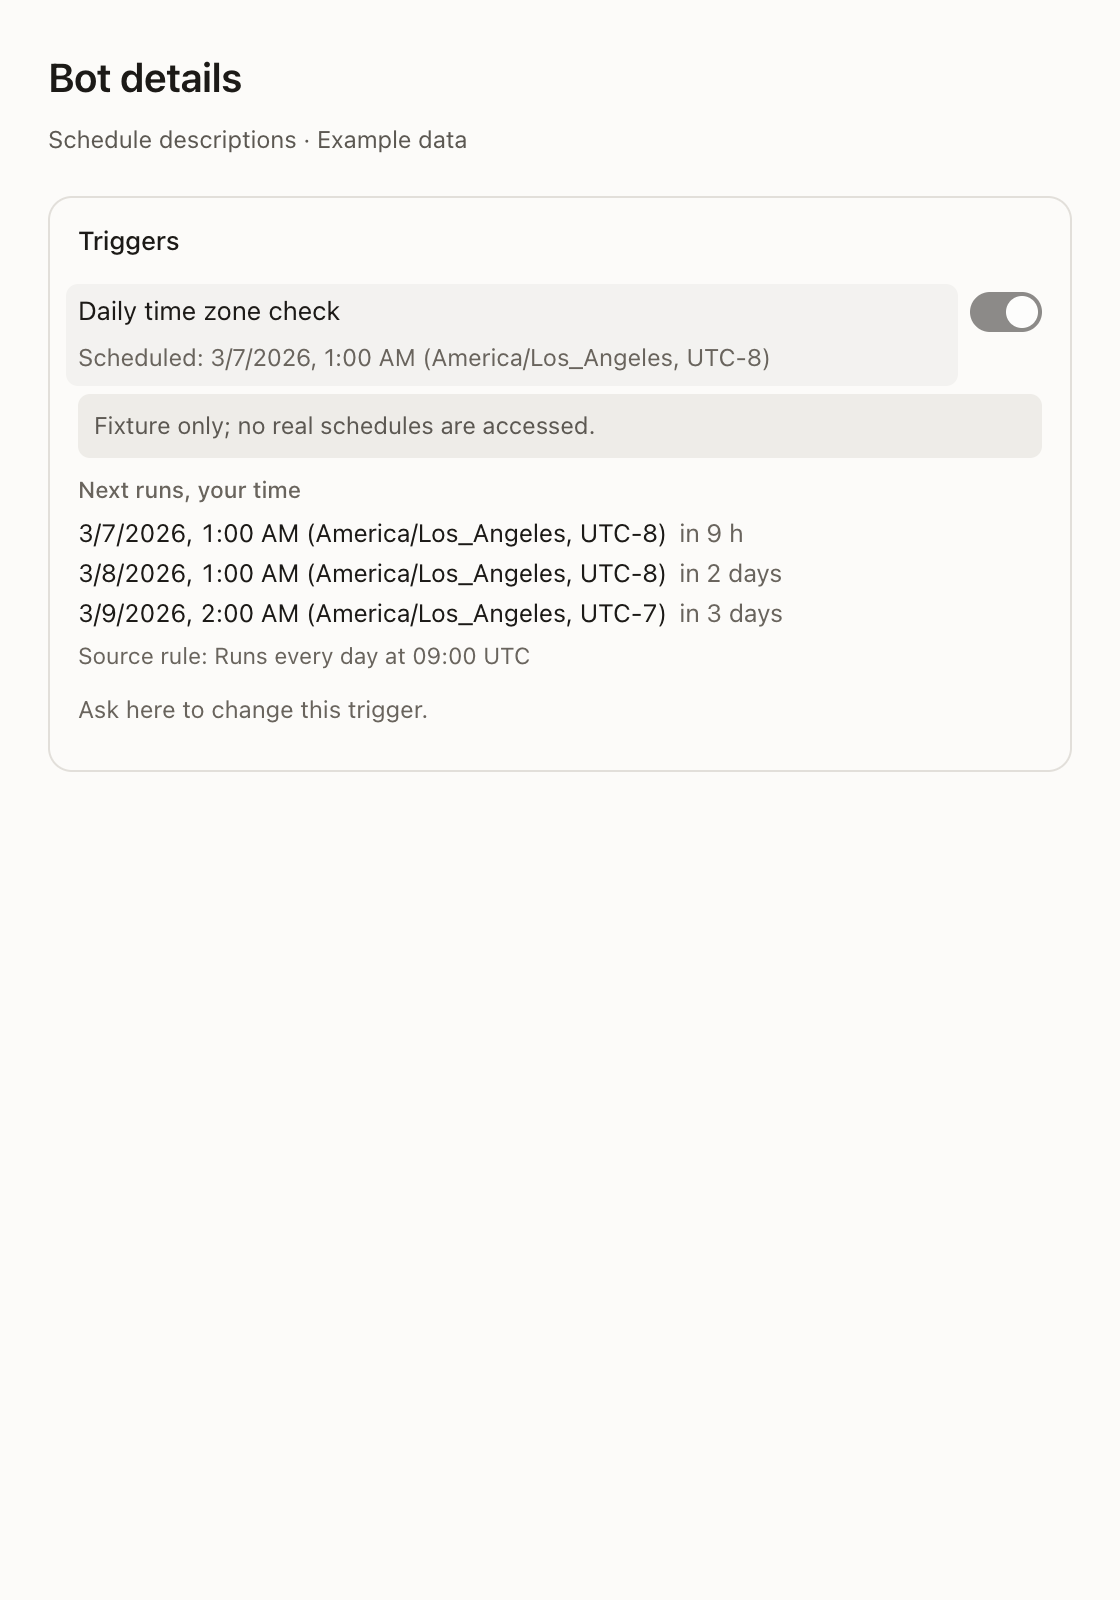 Bot details
Schedule descriptions · Example data
Triggers
Daily time zone check
Scheduled: 3/7/2026, 1:00 AM (America/Los_Angeles, UTC-8)
Fixture only; no real schedules are accessed.
Next runs, your time
3/7/2026, 1:00 AM (America/Los_Angeles, UTC-8) in 9 h
3/8/2026, 1:00 AM (America/Los_Angeles, UTC-8) in 2 days
3/9/2026, 2:00 AM (America/Los_Angeles, UTC-7) in 3 days
Source rule: Runs every day at 09:00 UTC
Ask here to change this trigger.